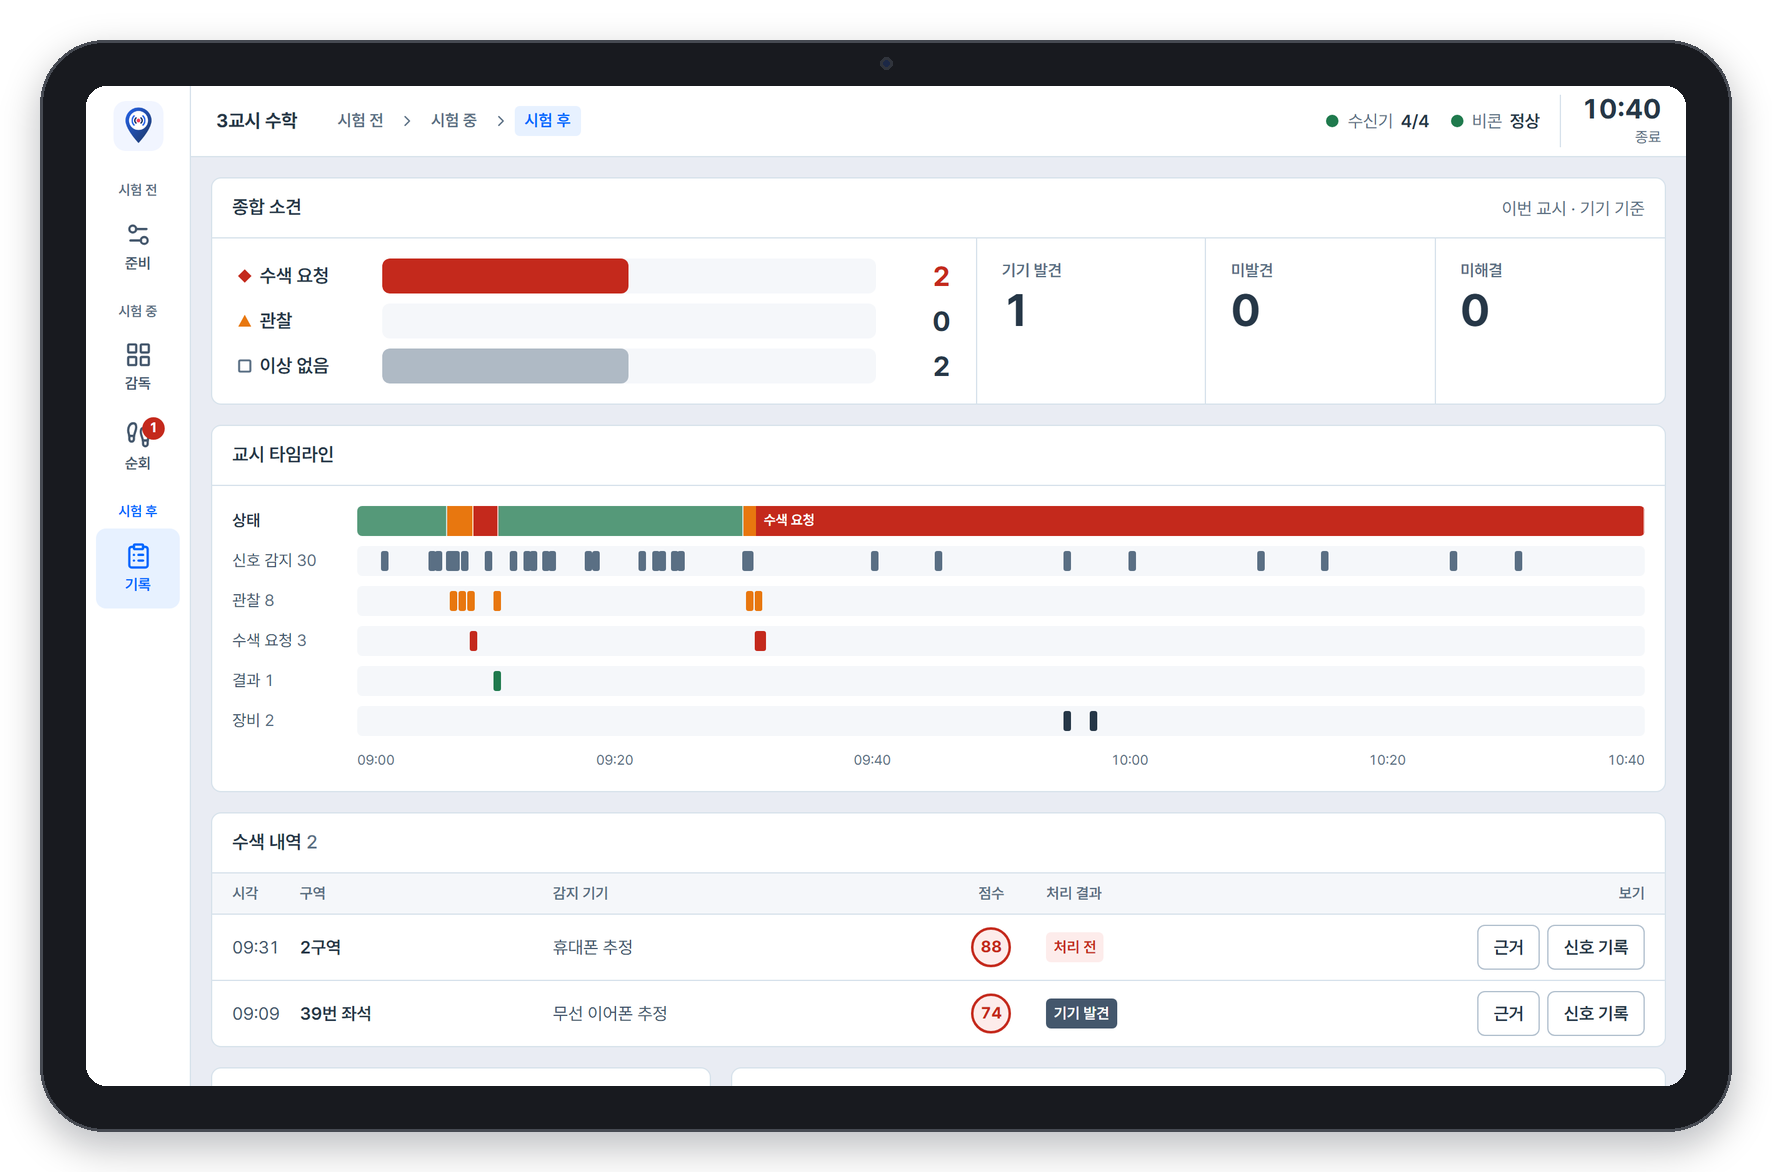 3교시 수학
시험 전 > 시험 중 > 시험 후
수신기 4/4
비콘 정상
10:40
종료
시험 전
준비
시험 중
감독
1
순회
시험 후
기록
종합 소견
이번 교시 · 기기 기준
수색 요청 2
관찰 0
이상 없음 2
기기 발견
1
미발견
0
미해결
0
교시 타임라인
상태 수색 요청
신호 감지 30
관찰 8
수색 요청 3
결과 1
장비 2
09:00 09:20 09:40 10:00 10:20 10:40
수색 내역 2
시각 구역 감지 기기 점수 처리 결과 보기
09:31 2구역 휴대폰 추정 88 처리 전 근거 신호 기록
09:09 39번 좌석 무선 이어폰 추정 74 기기 발견 근거 신호 기록